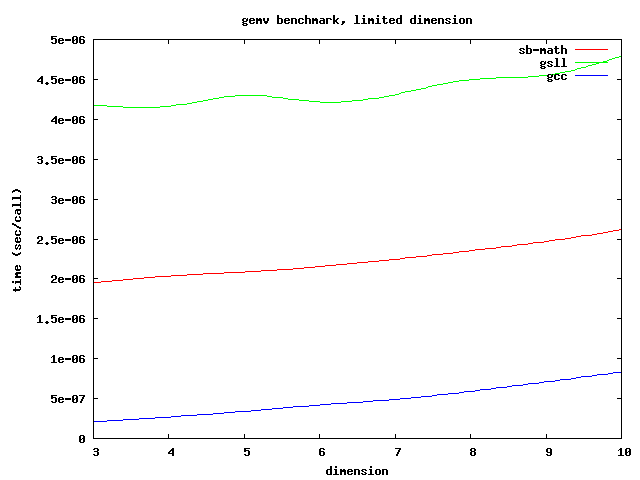 gemv benchmark, limited dimension
5e-06
4.5e-06
4e-06
3.5e-06
3e-06
2.5e-06
2e-06
1.5e-06
1e-06
5e-07
0
time (sec/call)
sb-math
gsll
gcc
3 4 5 6 7 8 9 10
dimension